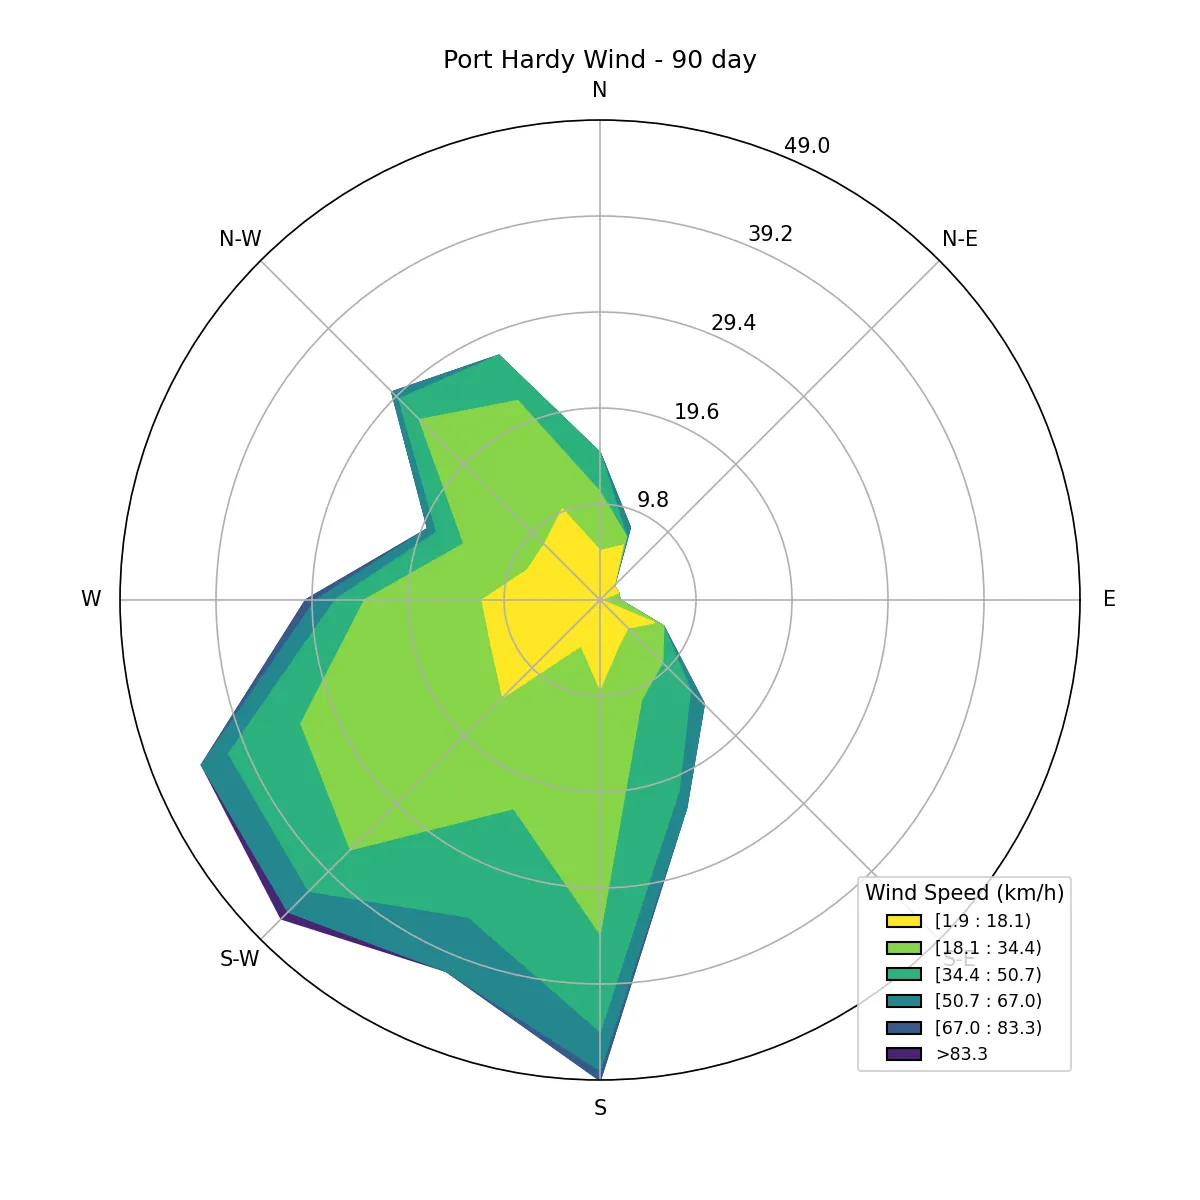 Port Hardy Wind - 90 day
N
49.0
39.2
N-W
N-E
29.4
19.6
9.8
W
E
Wind Speed (km/h)
[1.9 : 18.1)
[18.1 : 34.4)
S-W
S-E
[34.4 : 50.7)
[50.7 : 67.0)
[67.0 : 83.3)
>83.3
S